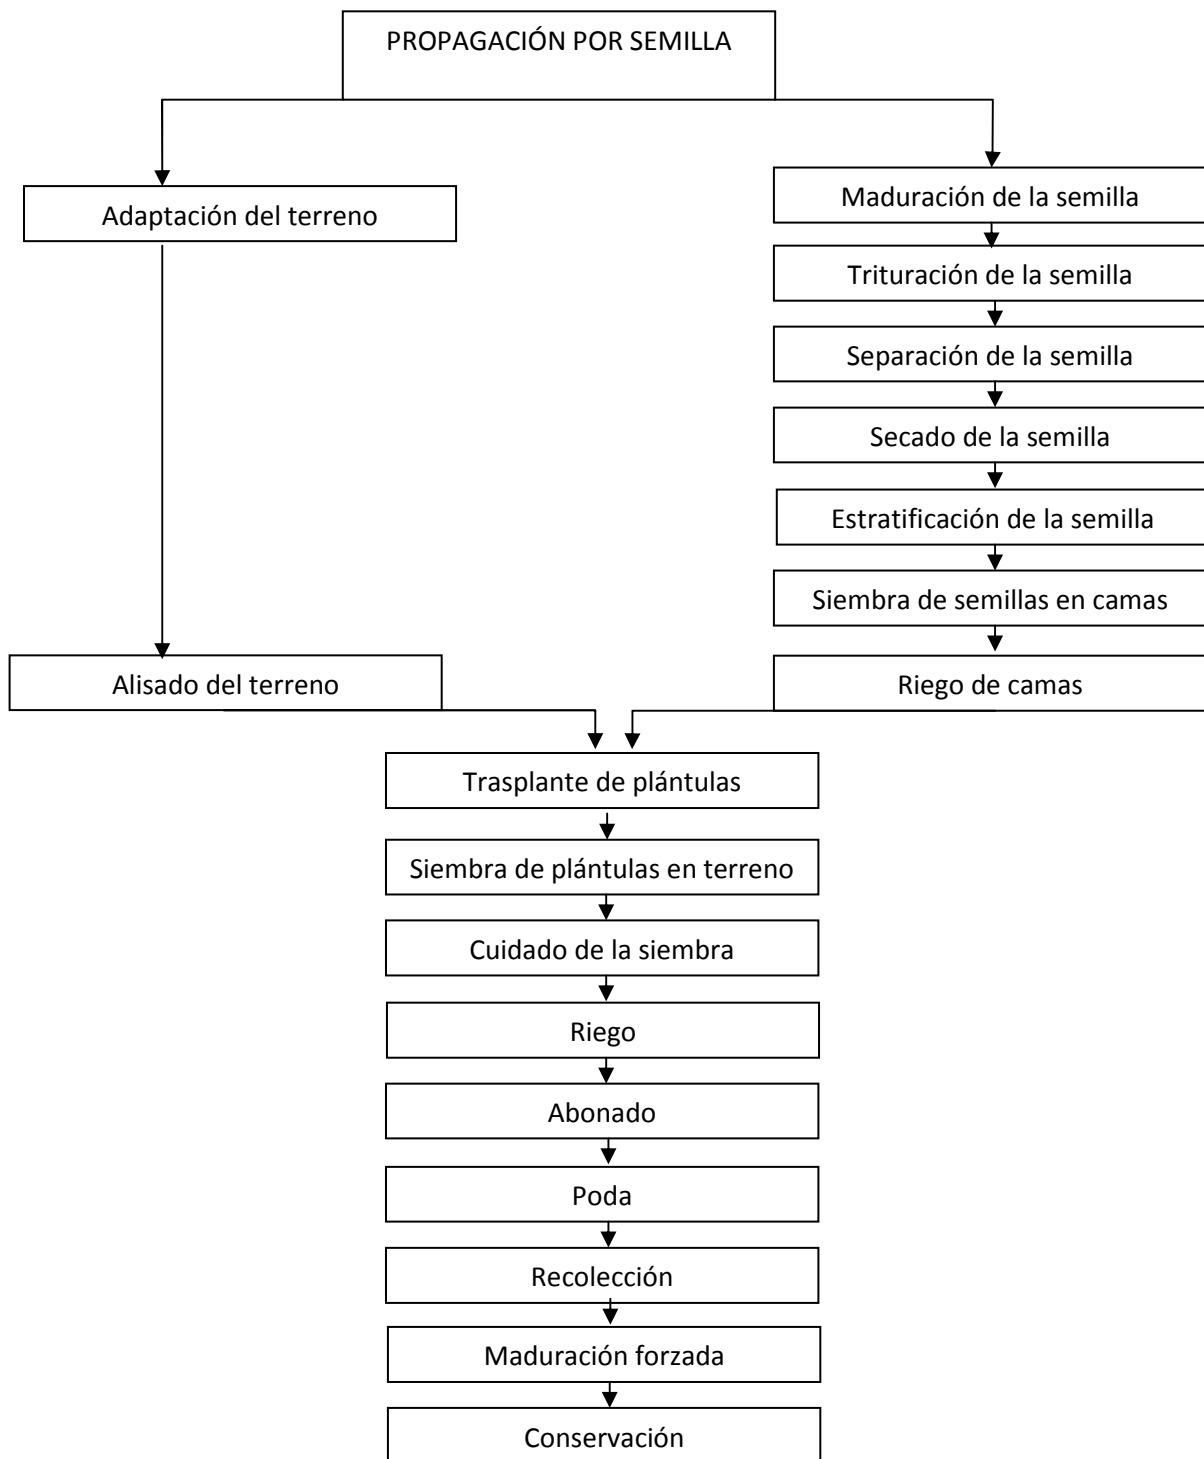 PROPAGACIÓN POR SEMILLA
Adaptación del terreno
Maduración de la semilla
Trituración de la semilla
Separación de la semilla
Secado de la semilla
Estratificación de la semilla
Siembra de semillas en camas
Alisado del terreno
Riego de camas
Trasplante de plántulas
Siembra de plántulas en terreno
Cuidado de la siembra
Riego
Abonado
Poda
Recolección
Maduración forzada
Conservación